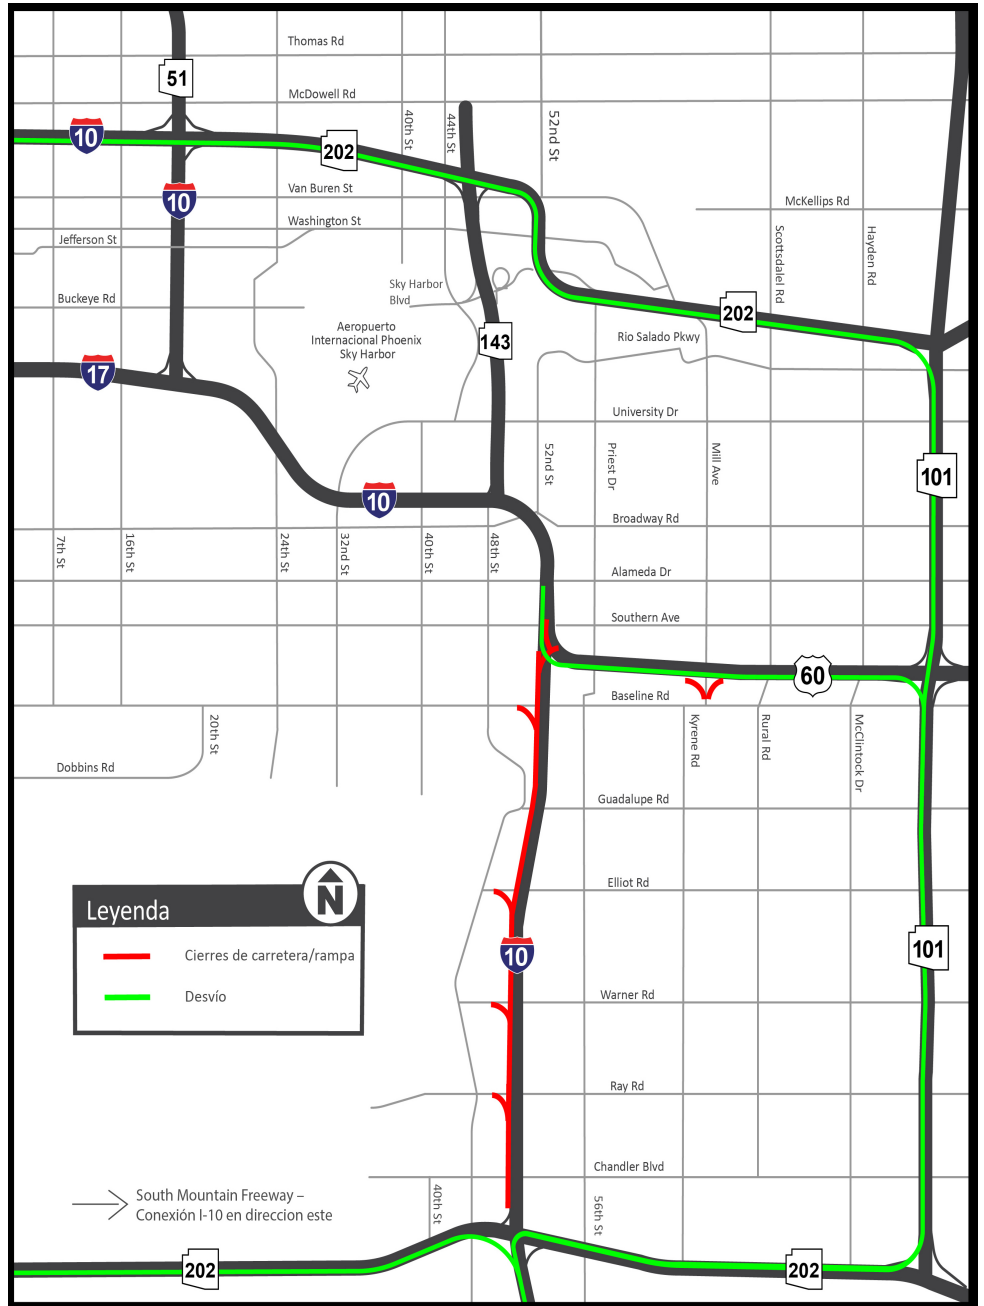 Thomas Rd
51
McDowell Rd
40th St
44th St
52nd St
10
202
Van Buren St
10
McKellips Rd
Washington St
Jefferson St
Scottsdalel Rd
Hayden Rd
Sky Harbor
Blvd
Buckeye Rd
202
Aeropuerto
Internacional Phoenix
Sky Harbor
143
Rio Salado Pkwy
17
University Dr
52nd St
Priest Dr
Mill Ave
101
10
Broadway Rd
7th St
16th St
24th St
32nd St
40th St
48th St
Alameda Dr
Southern Ave
60
Baseline Rd
20th St
Kyrene Rd
Rural Rd
McClintock Dr
Dobbins Rd
Guadalupe Rd
Elliot Rd
N
Leyenda
Cierres de carretera/rampa
Desvío
10
101
Warner Rd
Ray Rd
Chandler Blvd
South Mountain Freeway –
Conexión I-10 en direccion este
40th St
56th St
202
202